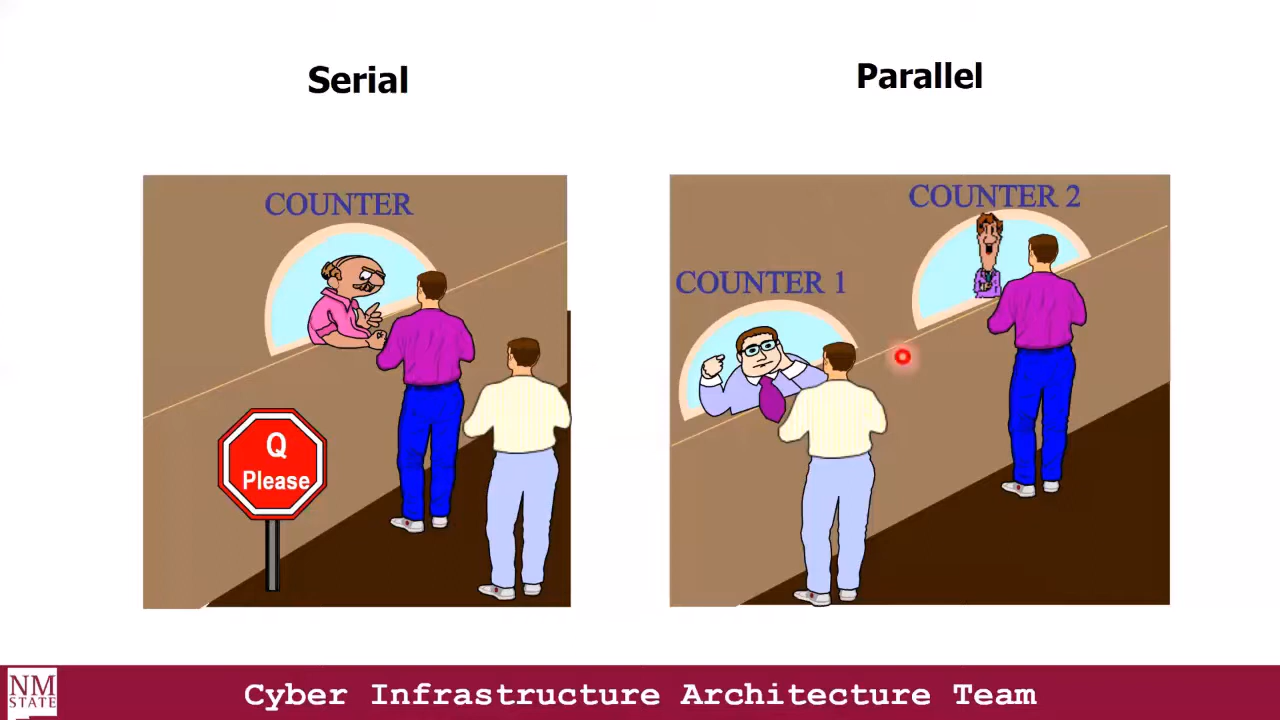 Serial
Parallel
COUNTER
Q
Please
COUNTER 2
COUNTER 1
NM
STATE
Cyber Infrastructure Architecture Team